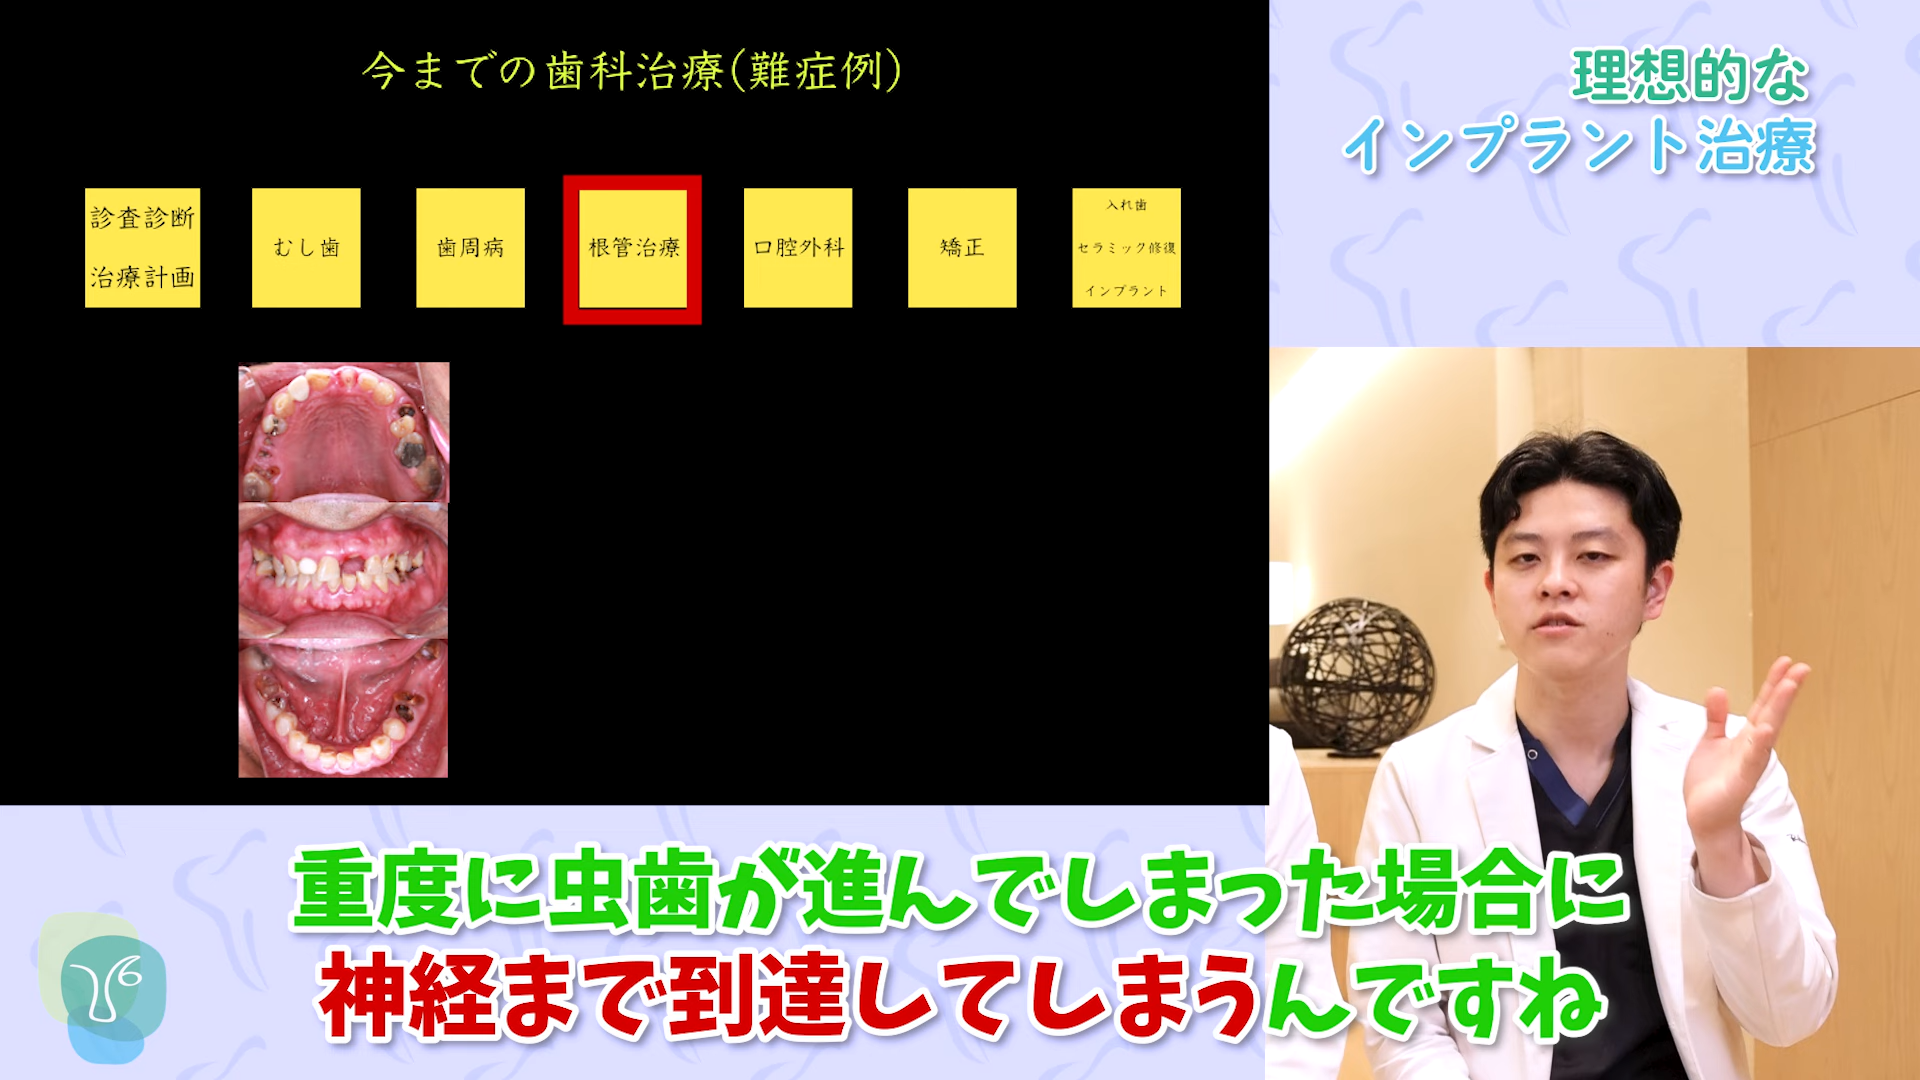 今までの歯科治療(難症例)
理想的な
インプラント治療
診査診断
治療計画
むし歯
歯周病
根管治療
口腔外科
矯正
入れ歯
セラミック修復
インプラント
重度に虫歯が進んでしまった場合に
神経まで到達してしまうんですね